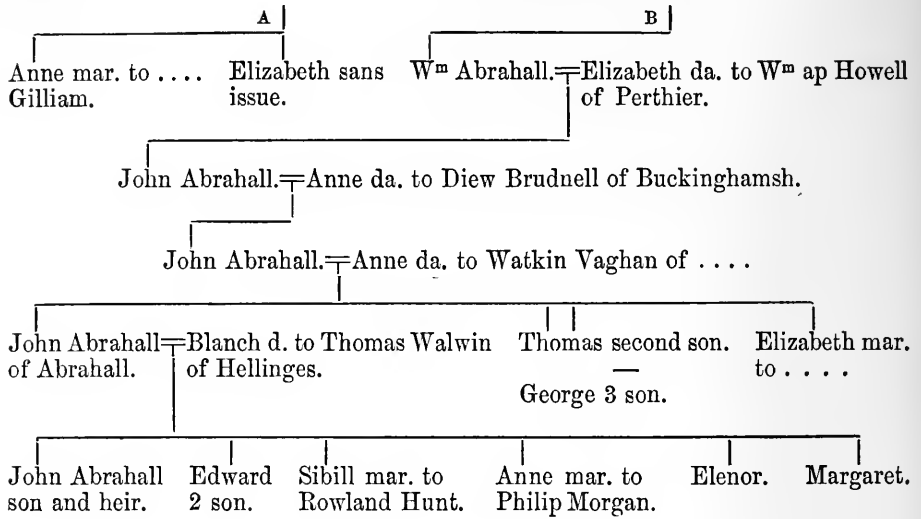 A B
Anne mar. to .... Elizabeth sans Wᵐ Abrahall. Elizabeth da. to Wᵐ ap Howell
Gilliam. issue. of Perthier.
John Abrahall. Anne da. to Diew Brudnell of Buckinghamsh.
John Abrahall. Anne da. to Watkin Vaghan of ....
John Abrahall Blanch d. to Thomas Walwin Thomas second son. Elizabeth mar.
of Abrahall. of Hellinges. — to ....
George 3 son.
John Abrahall Edward Sibill mar. to Anne mar. to Elenor. Margaret.
son and heir. 2 son. Rowland Hunt. Philip Morgan.